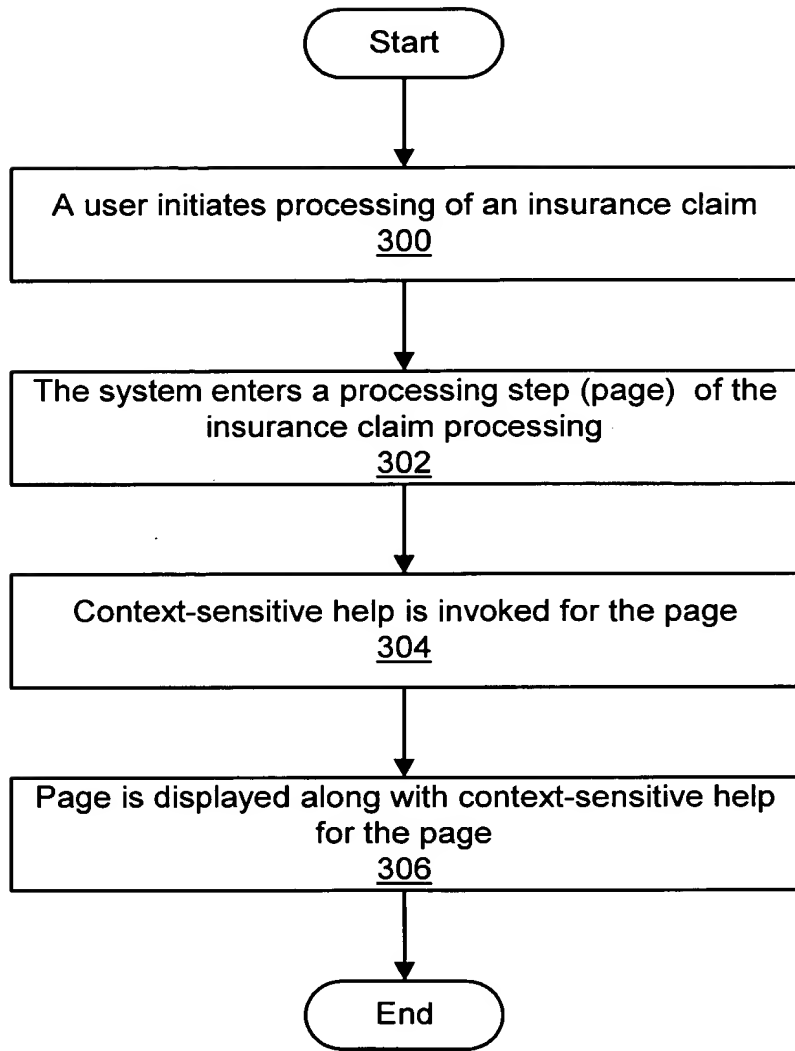 Start
A user initiates processing of an insurance claim
300
The system enters a processing step (page) of the
insurance claim processing
302
Context-sensitive help is invoked for the page
304
Page is displayed along with context-sensitive help
for the page
306
End